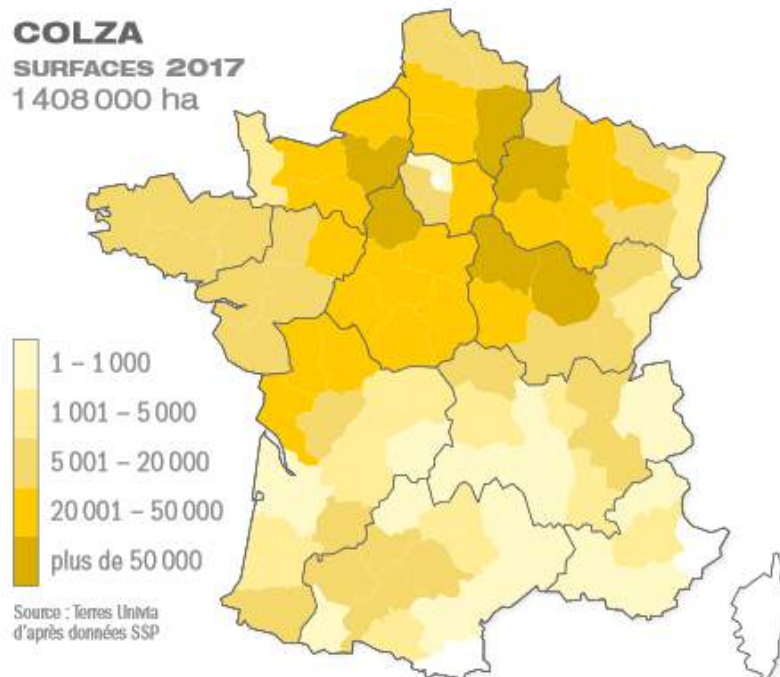 COLZA
SURFACES 2017
1 408 000 ha
1 – 1 000
1 001 – 5 000
5 001 – 20 000
20 001 – 50 000
plus de 50 000
Source : Terres Univia
d'après données SSP